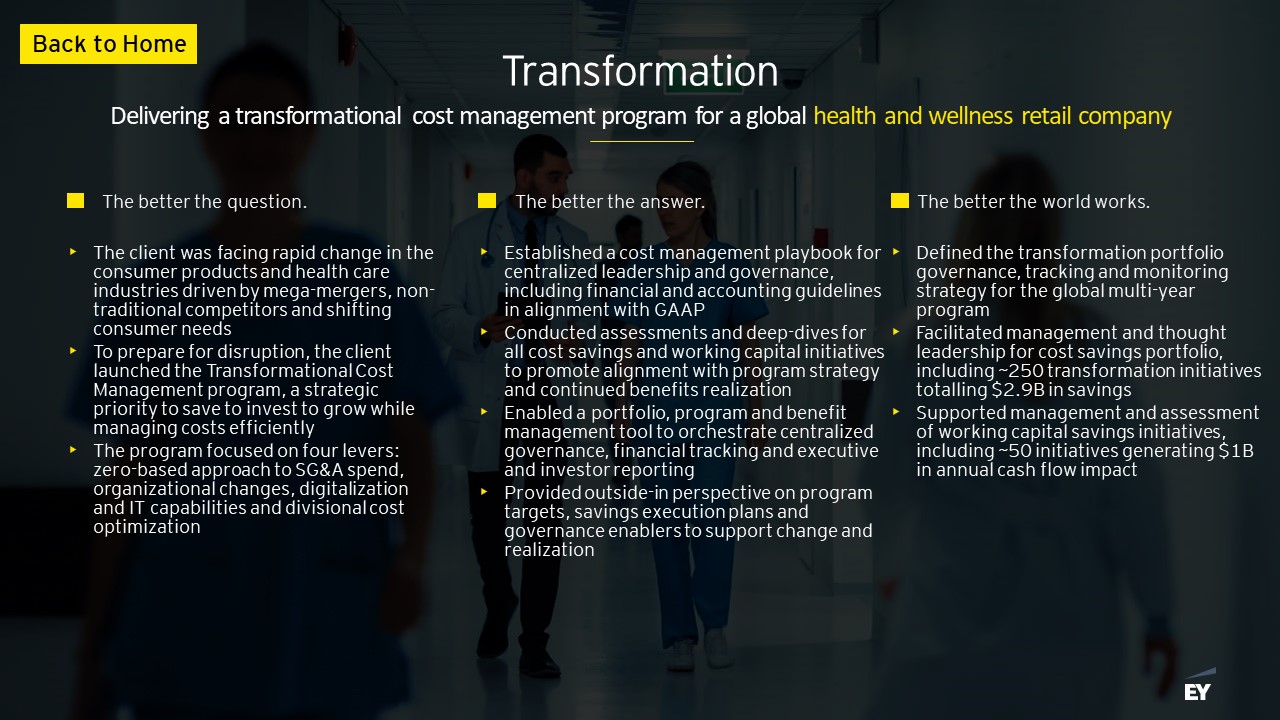 Back to Home
Transformation
Delivering a transformational cost management program for a global health and wellness retail company
The better the question.
The client was facing rapid change in the
consumer products and health care
industries driven by mega-mergers, non-
traditional competitors and shifting
consumer needs
To prepare for disruption, the client
launched the Transformational Cost
Management program, a strategic
priority to save to invest to grow while
managing costs efficiently
The program focused on four levers:
zero-based approach to SG&A spend,
organizational changes, digitalization
and IT capabilities and divisional cost
optimization
The better the answer.
Established a cost management playbook for
centralized leadership and governance,
including financial and accounting guidelines
in alignment with GAAP
Conducted assessments and deep-dives for
all cost savings and working capital initiatives
to promote alignment with program strategy
and continued benefits realization
Enabled a portfolio, program and benefit
management tool to orchestrate centralized
governance, financial tracking and executive
and investor reporting
Provided outside-in perspective on program
targets, savings execution plans and
governance enablers to support change and
realization
The better the world works.
Defined the transformation portfolio
governance, tracking and monitoring
strategy for the global multi-year
program
Facilitated management and thought
leadership for cost savings portfolio,
including ~250 transformation initiatives
totalling $2.9B in savings
Supported management and assessment
of working capital savings initiatives,
including ~50 initiatives generating $1B
in annual cash flow impact
EY